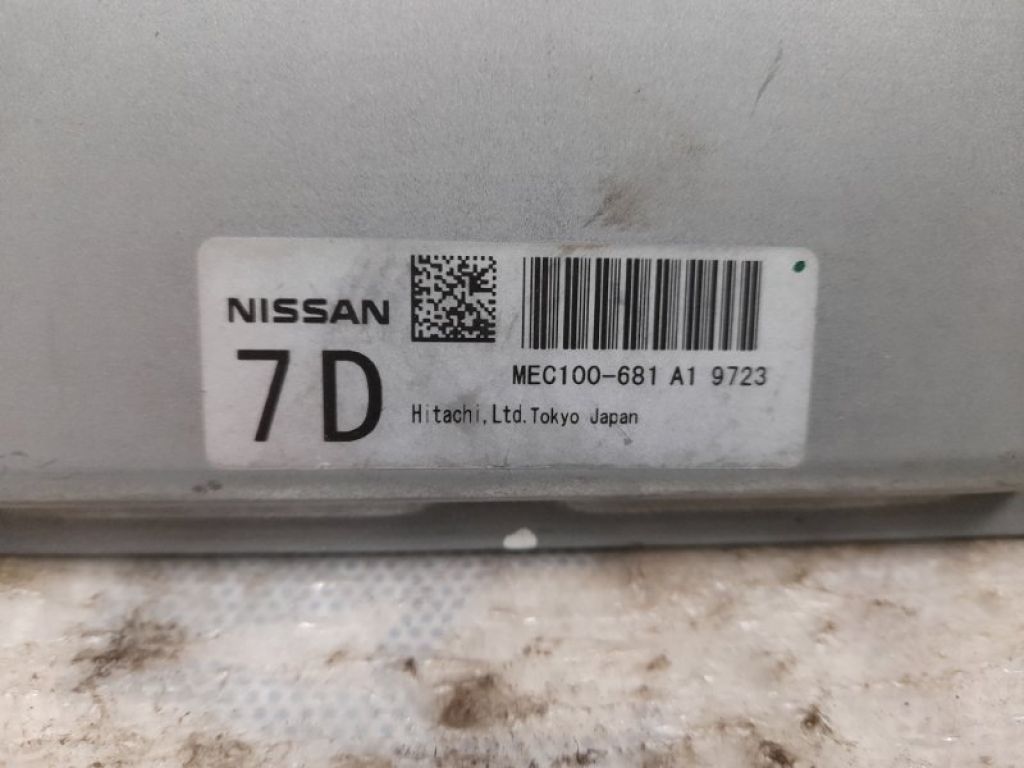 NISSAN
7D
MEC100-681 A1 9723
Hitachi,Ltd.Tokyo Japan